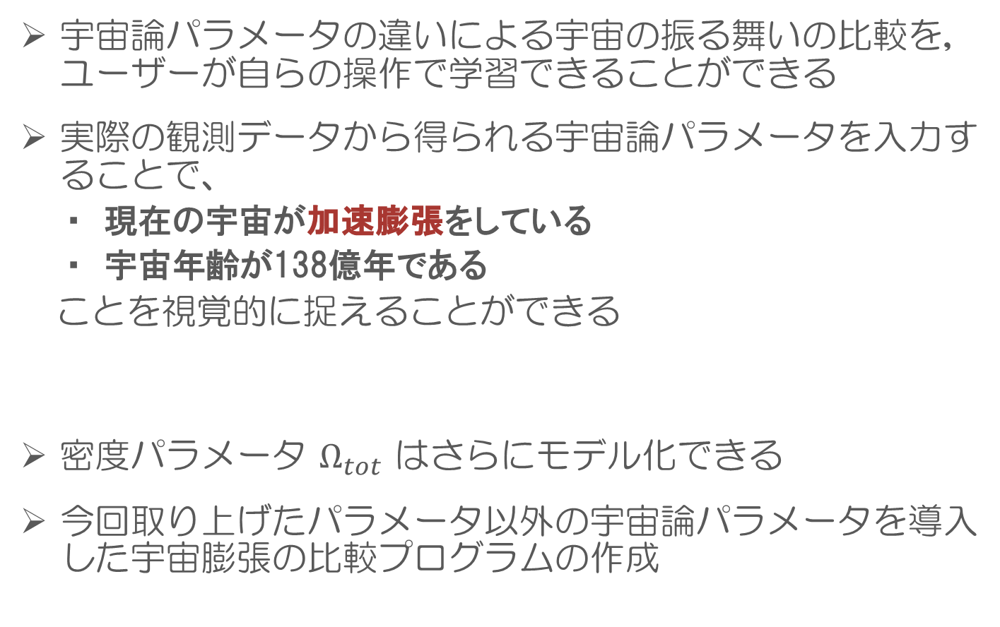 ➢ 宇宙論パラメータの違いによる宇宙の振る舞いの比較を,
ユーザーが自らの操作で学習できることができる
➢ 実際の観測データから得られる宇宙論パラメータを入力す
ることで、
▪ 現在の宇宙が加速膨張をしている
▪ 宇宙年齢が138億年である
ことを視覚的に捉えることができる
➢ 密度パラメータ Ω_tot はさらにモデル化できる
➢ 今回取り上げたパラメータ以外の宇宙論パラメータを導入
した宇宙膨張の比較プログラムの作成